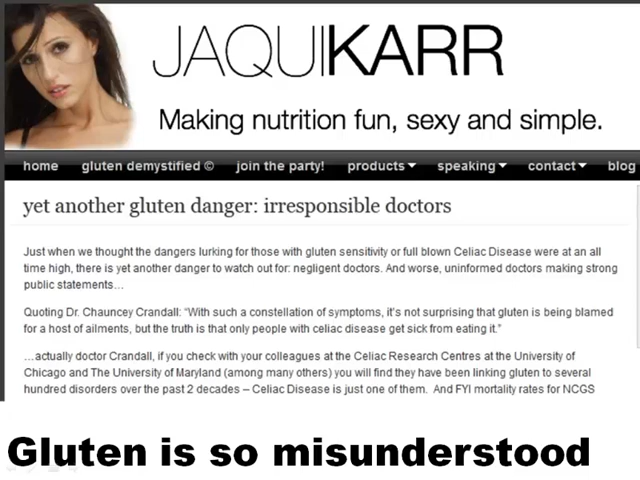 JAQUIKARR
Making nutrition fun, sexy and simple.
home gluten demystified © join the party! products speaking contact blog
yet another gluten danger: irresponsible doctors
Just when we thought the dangers lurking for those with gluten sensitivity or full blown Celiac Disease were at an all
time high, there is yet another danger to watch out for: negligent doctors. And worse, uninformed doctors making strong
public statements…
Quoting Dr. Chauncey Crandall: “With such a constellation of symptoms, it’s not surprising that gluten is being blamed
for a host of ailments, but the truth is that only people with celiac disease get sick from eating it.”
…actually doctor Crandall, if you check with your colleagues at the Celiac Research Centres at the University of
Chicago and The University of Maryland (among many others) you will find they have been linking gluten to several
hundred disorders over the past 2 decades – Celiac Disease is just one of them. And FYI mortality rates for NCGS
Gluten is so misunderstood